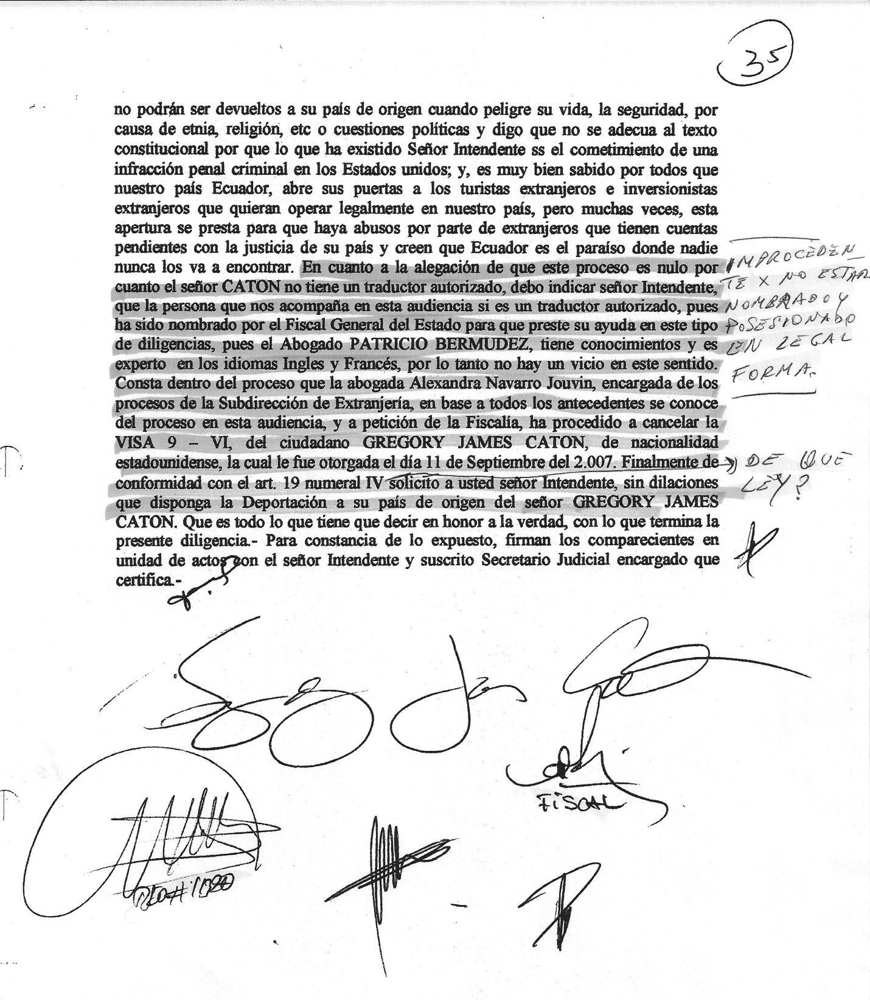 35
no podrán ser devueltos a su país de origen cuando peligre su vida, la seguridad, por
causa de etnia, religión, etc o cuestiones políticas y digo que no se adecua al texto
constitucional por que lo que ha existido Señor Intendente ss el cometimiento de una
infracción penal criminal en los Estados unidos; y, es muy bien sabido por todos que
nuestro país Ecuador, abre sus puertas a los turistas extranjeros e inversionistas
extranjeros que quieran operar legalmente en nuestro país, pero muchas veces, esta
apertura se presta para que haya abusos por parte de extranjeros que tienen cuentas
pendientes con la justicia de su país y creen que Ecuador es el paraíso donde nadie
nunca los va a encontrar. En cuanto a la alegación de que este proceso es nulo por
cuanto el señor CATON no tiene un traductor autorizado, debo indicar señor Intendente,
que la persona que nos acompaña en esta audiencia si es un traductor autorizado, pues
ha sido nombrado por el Fiscal General del Estado para que preste su ayuda en este tipo
de diligencias, pues el Abogado PATRICIO BERMUDEZ, tiene conocimientos y es
experto en los idiomas Ingles y Francés, por lo tanto no hay un vicio en este sentido.
Consta dentro del proceso que la abogada Alexandra Navarro Jouvin, encargada de los
procesos de la Subdirección de Extranjería, en base a todos los antecedentes se conoce
del proceso en esta audiencia, y a petición de la Fiscalía, ha procedido a cancelar la
VISA 9 – VI, del ciudadano GREGORY JAMES CATON, de nacionalidad
estadounidense, la cual le fue otorgada el día 11 de Septiembre del 2.007. Finalmente de
conformidad con el art. 19 numeral IV solicito a usted señor Intendente, sin dilaciones
que disponga la Deportación a su país de origen del señor GREGORY JAMES
CATON. Que es todo lo que tiene que decir en honor a la verdad, con lo que termina la
presente diligencia.- Para constancia de lo expuesto, firman los comparecientes en
unidad de actos con el señor Intendente y suscrito Secretario Judicial encargado que
certifica.-
IMPROCEDEN
TE X NO ESTAR
NOMBRADO Y
POSESIONADO
EN LEGAL
FORMA.
DE QUE
LEY?
FISCAL